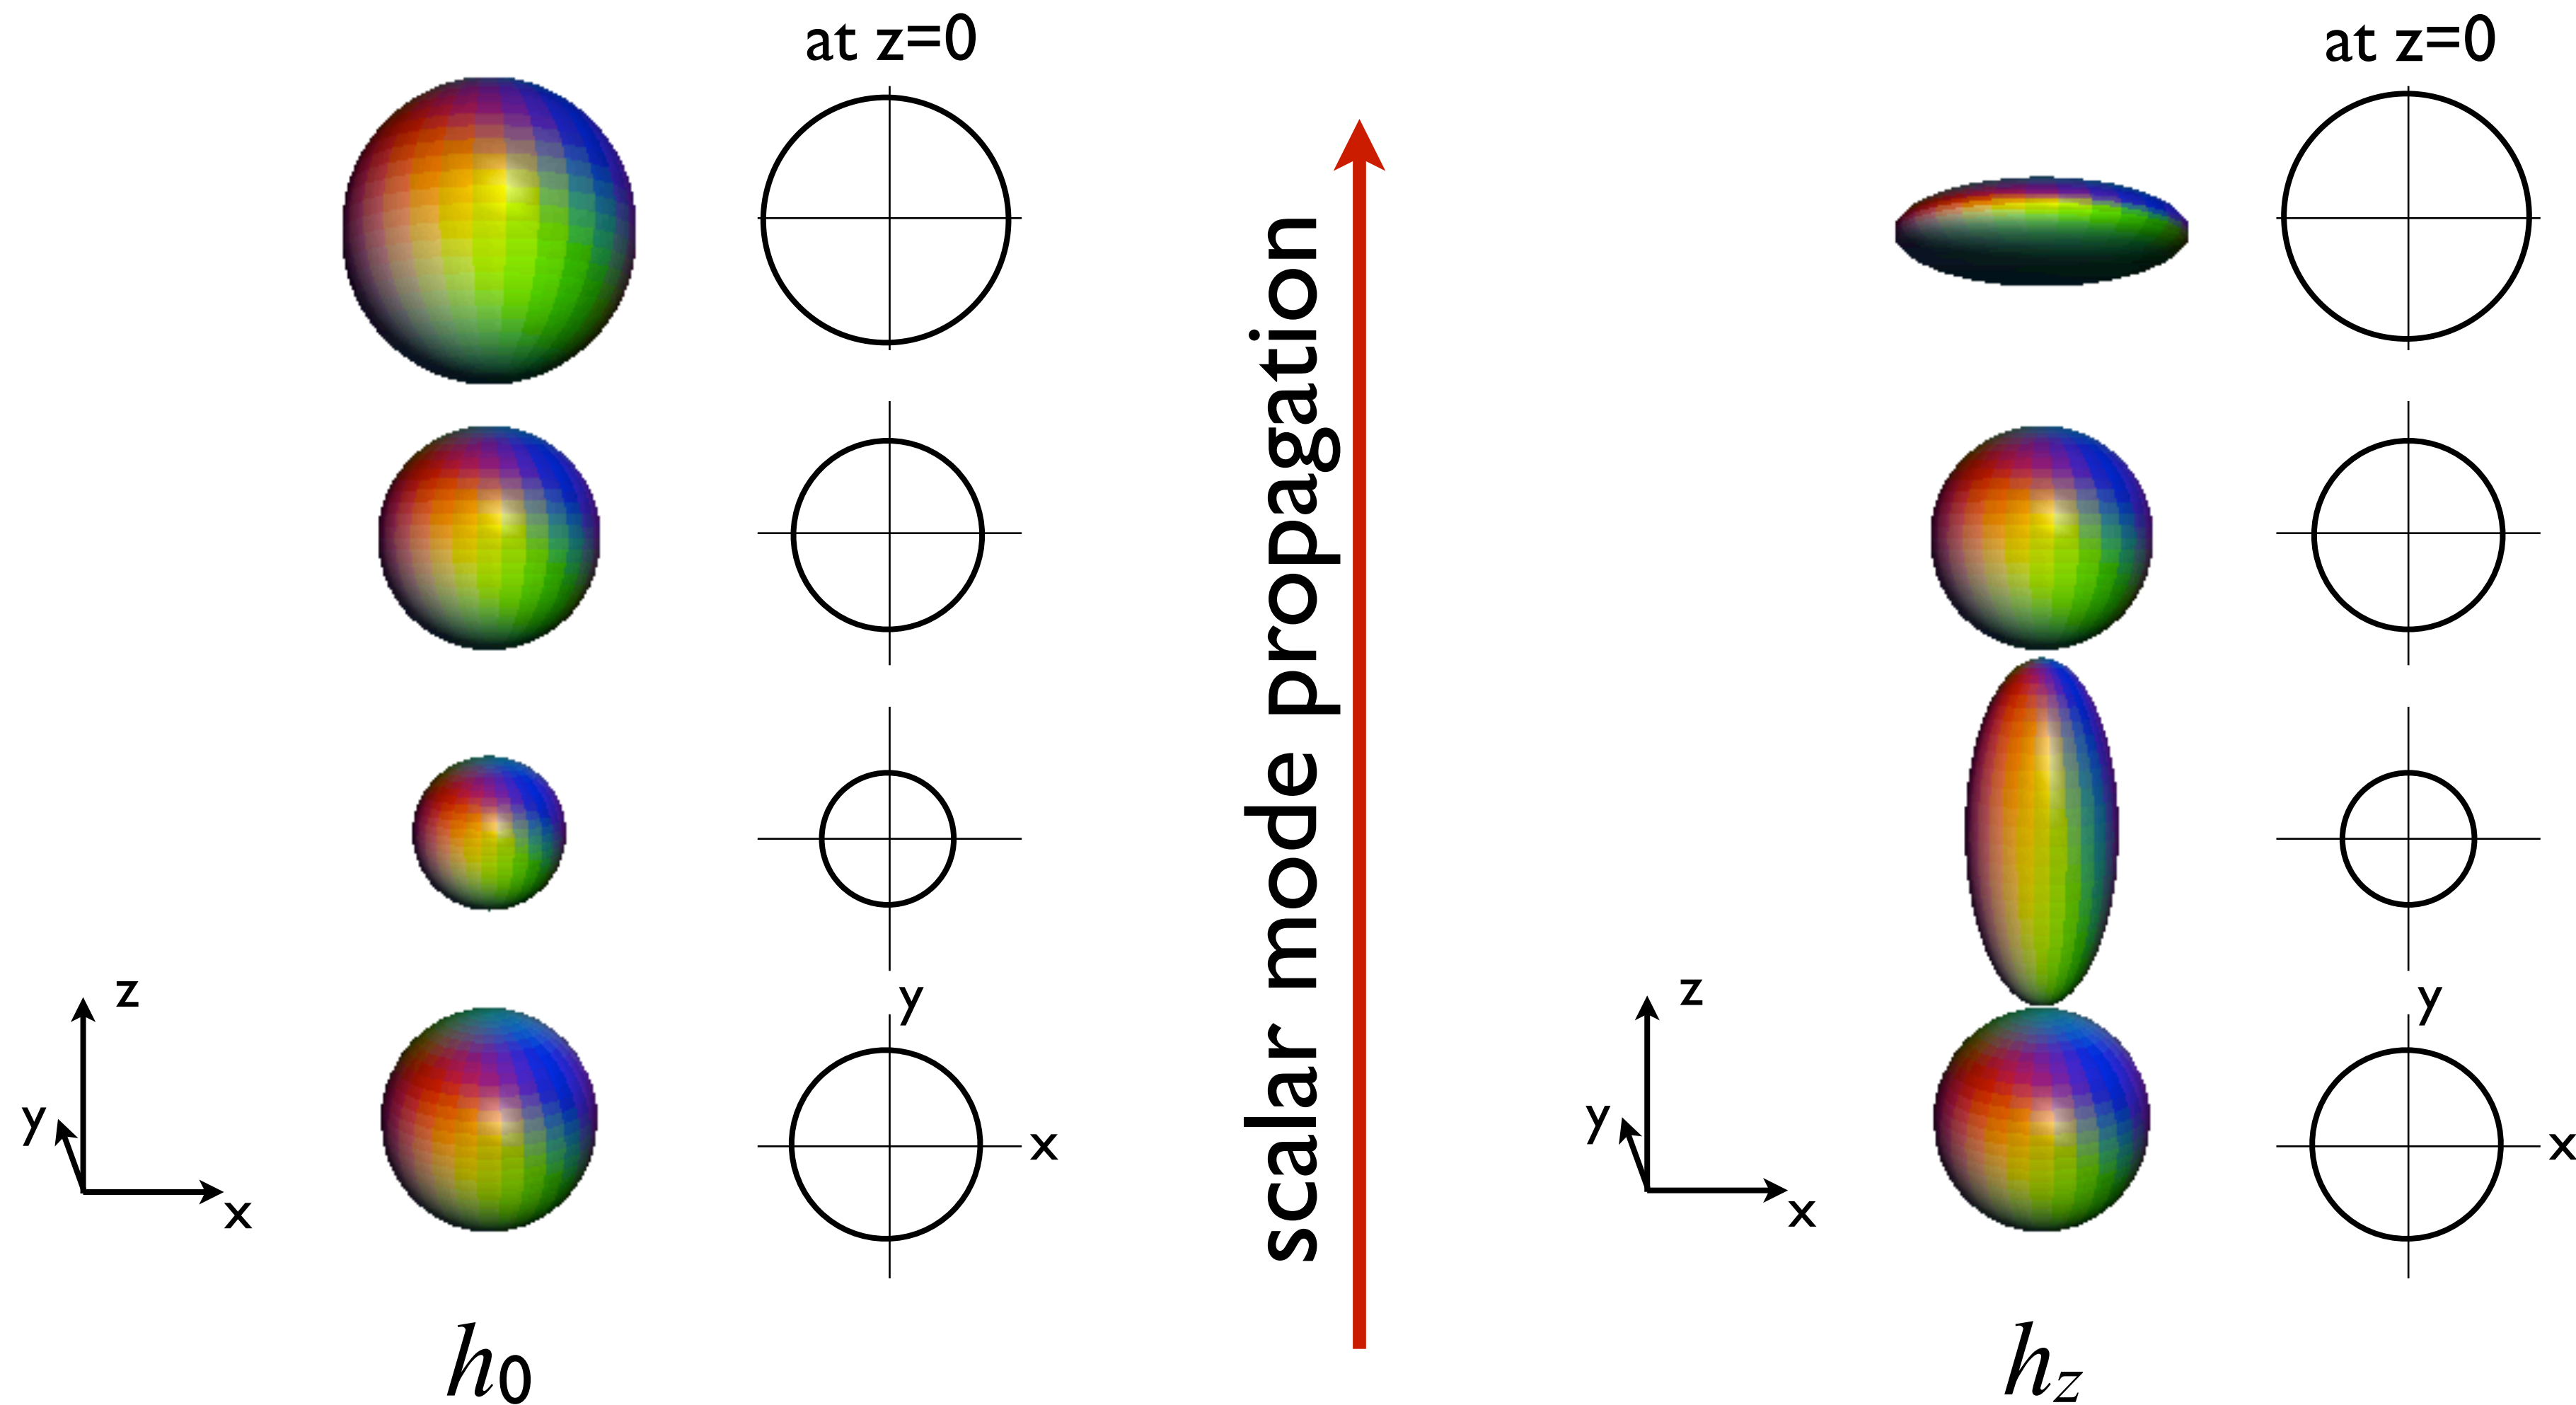 at z=0
at z=0
scalar mode propagation
z
y
x
y
x
z
y
x
y
x
h0
hz